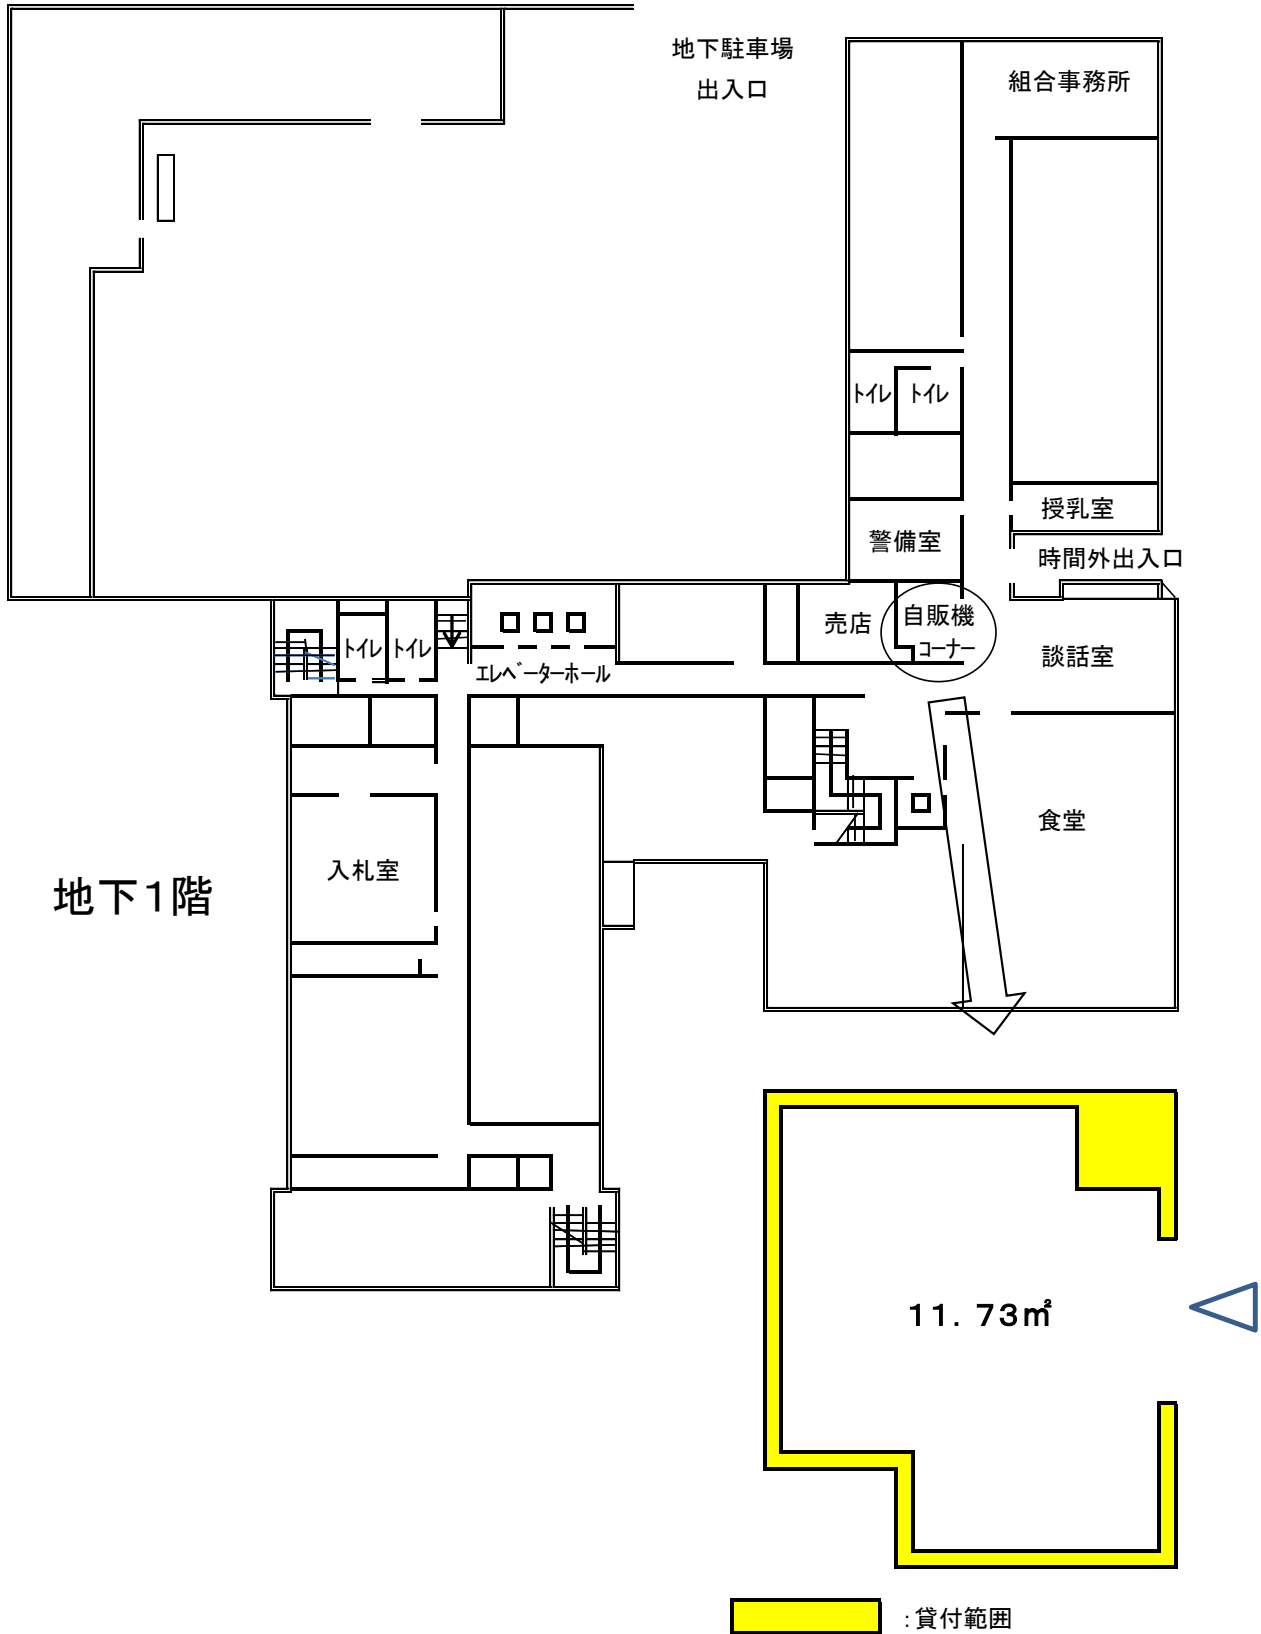 地下駐車場
出入口
組合事務所
トイレ
トイレ
授乳室
警備室
時間外出入口
売店
自販機
コーナー
トイレ
トイレ
エレベーターホール
談話室
食堂
入札室
地下1階
11.73㎡
:貸付範囲